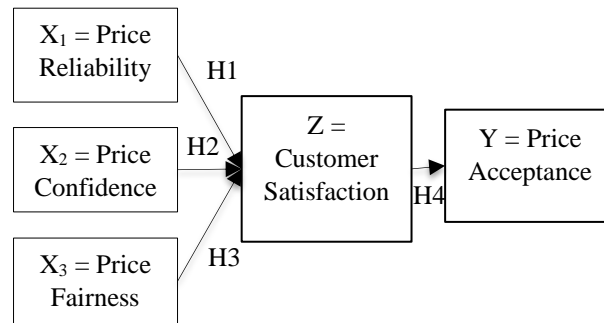 X₁ = Price
Reliability
H1
X₂ = Price
Confidence
H2
X₃ = Price
Fairness
H3
Z =
Customer
Satisfaction
H4
Y = Price
Acceptance